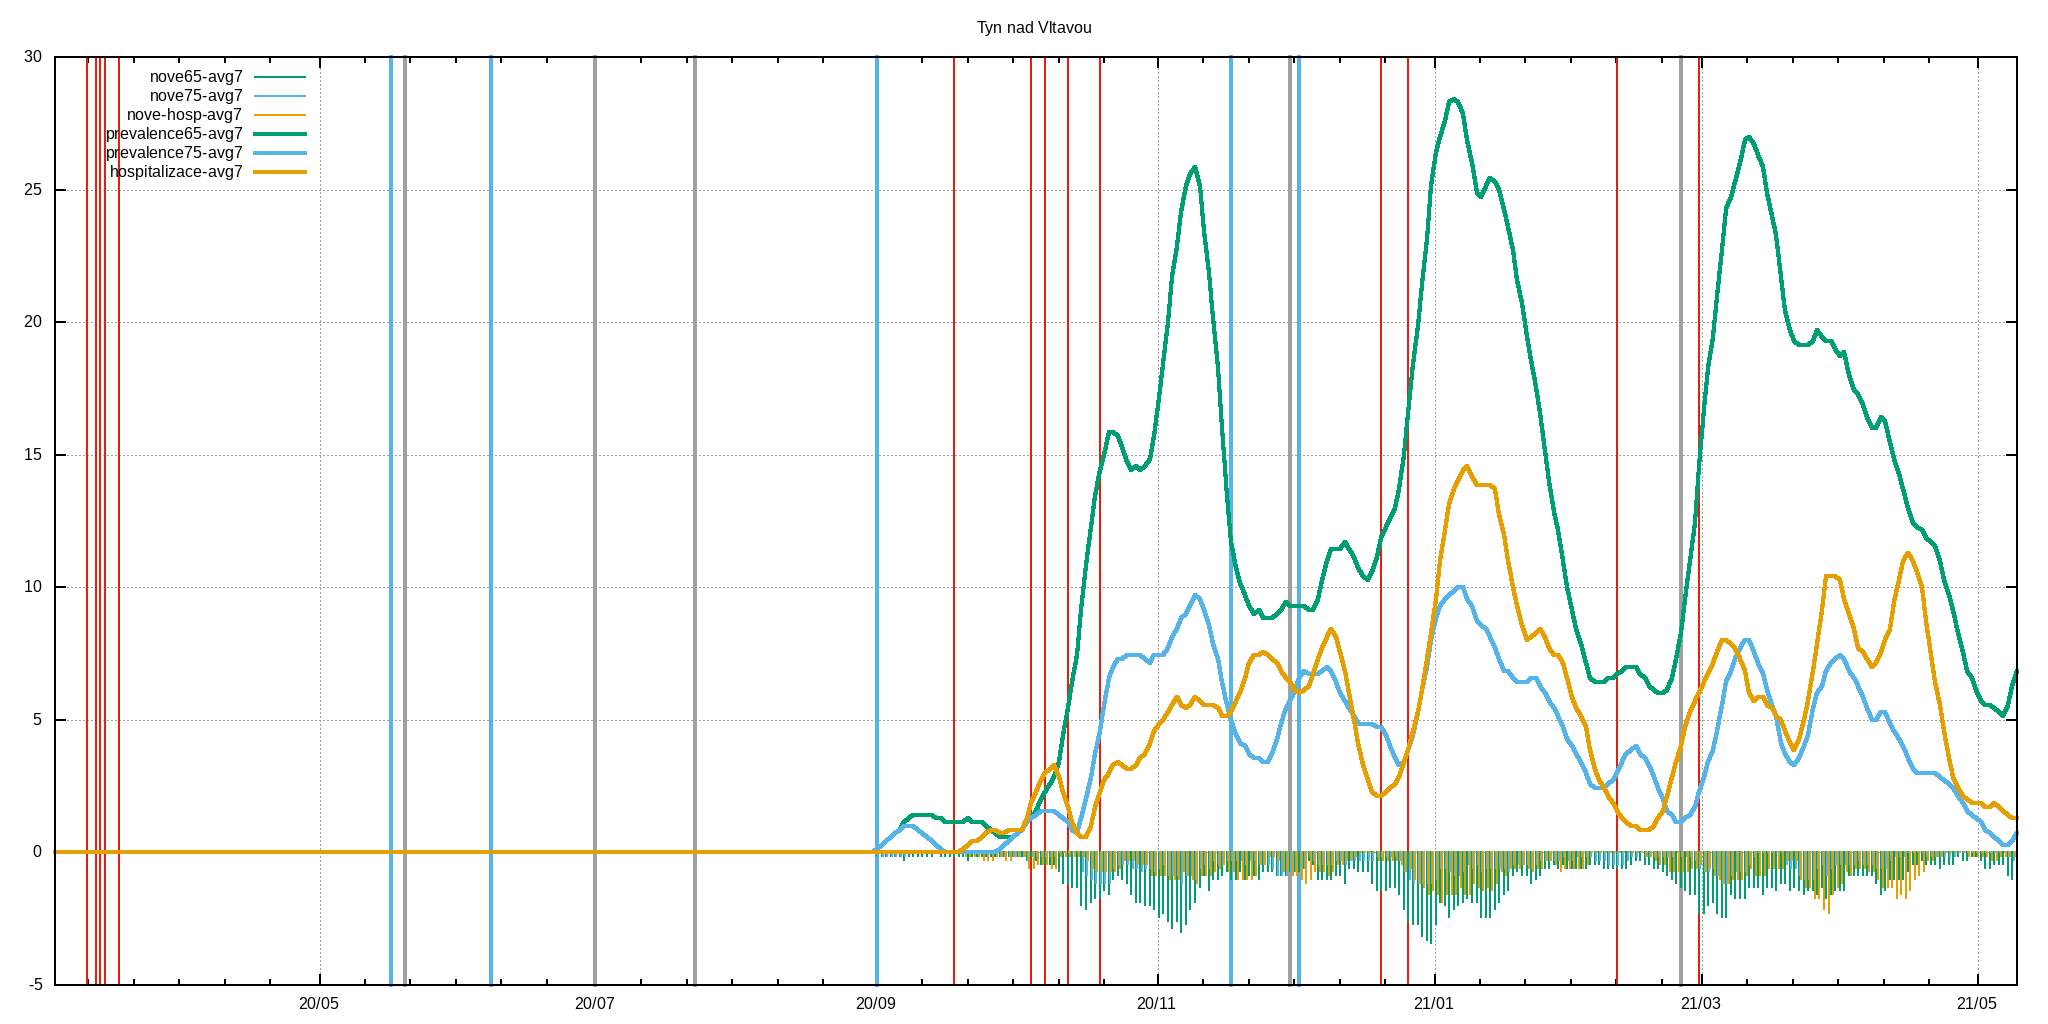 Tyn nad Vltavou
30
25
20
15
10
5
0
-5
nove65-avg7
nove75-avg7
nove-hosp-avg7
prevalence65-avg7
prevalence75-avg7
hospitalizace-avg7
20/05 20/07 20/09 20/11 21/01 21/03 21/05